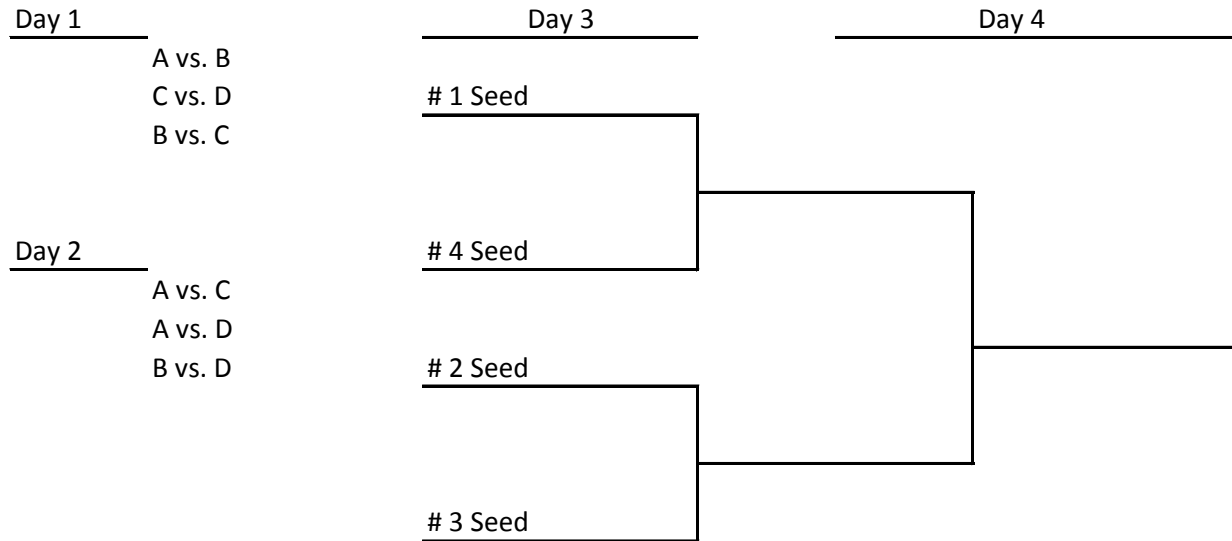 Day 1
A vs. B
C vs. D
B vs. C
Day 2
A vs. C
A vs. D
B vs. D
Day 3
# 1 Seed
# 4 Seed
# 2 Seed
# 3 Seed
Day 4